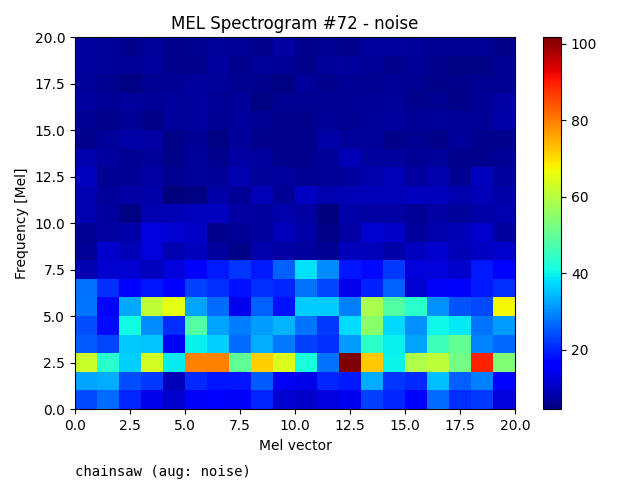 MEL Spectrogram #72 - noise
20.0
17.5
15.0
12.5
10.0
7.5
5.0
2.5
0.0
Frequency [Mel]
0.0 2.5 5.0 7.5 10.0 12.5 15.0 17.5 20.0
Mel vector
100
80
60
40
20
chainsaw (aug: noise)